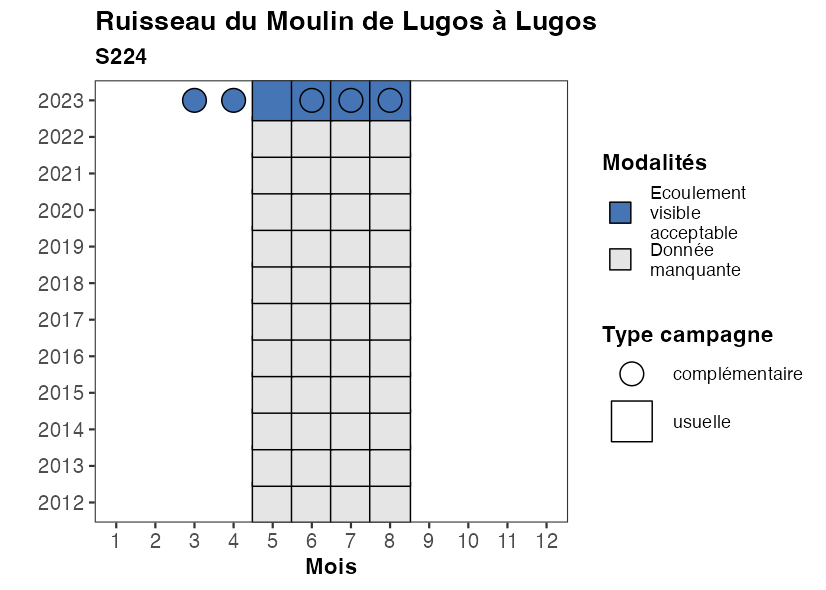 Ruisseau du Moulin de Lugos à Lugos
S224
2023
2022
2021
2020
2019
2018
2017
2016
2015
2014
2013
2012
1 2 3 4 5 6 7 8 9 10 11 12
Mois
Modalités
Ecoulement
visible
acceptable
Donnée
manquante
Type campagne
complémentaire
usuelle